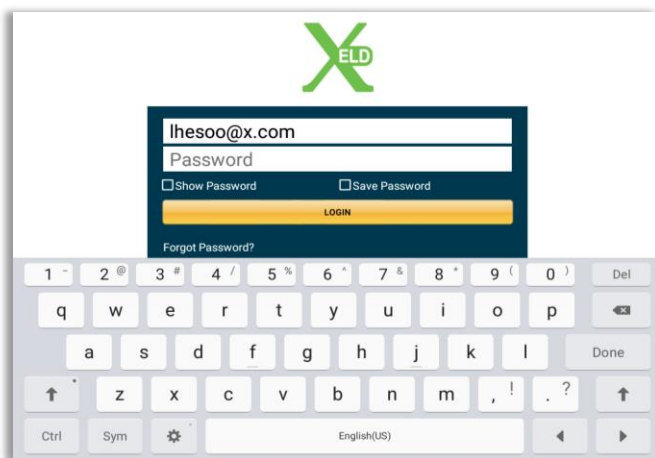 XELD
lhesoo@x.com
Password
Show Password Save Password
LOGIN
Forgot Password?
1 - 2 @ 3 # 4 / 5 % 6 ^ 7 & 8 * 9 ( 0 ) Del
q w e r t y u i o p
a s d f g h j k l Done
z x c v b n m , ! . ?
Ctrl Sym English(US)